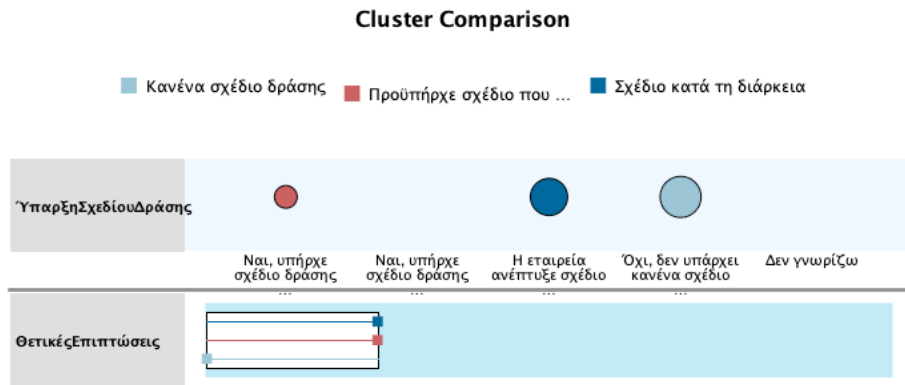 Cluster Comparison
Κανένα σχέδιο δράσης
Προϋπήρχε σχέδιο που ...
Σχέδιο κατά τη διάρκεια
ΎπαρξηΣχεδίουΔράσης
Ναι, υπήρχε
σχέδιο δράσης
...
Ναι, υπήρχε
σχέδιο δράσης
...
Η εταιρεία
ανέπτυξε σχέδιο
...
Όχι, δεν υπάρχει
κανένα σχέδιο
...
Δεν γνωρίζω
ΘετικέςΕπιπτώσεις